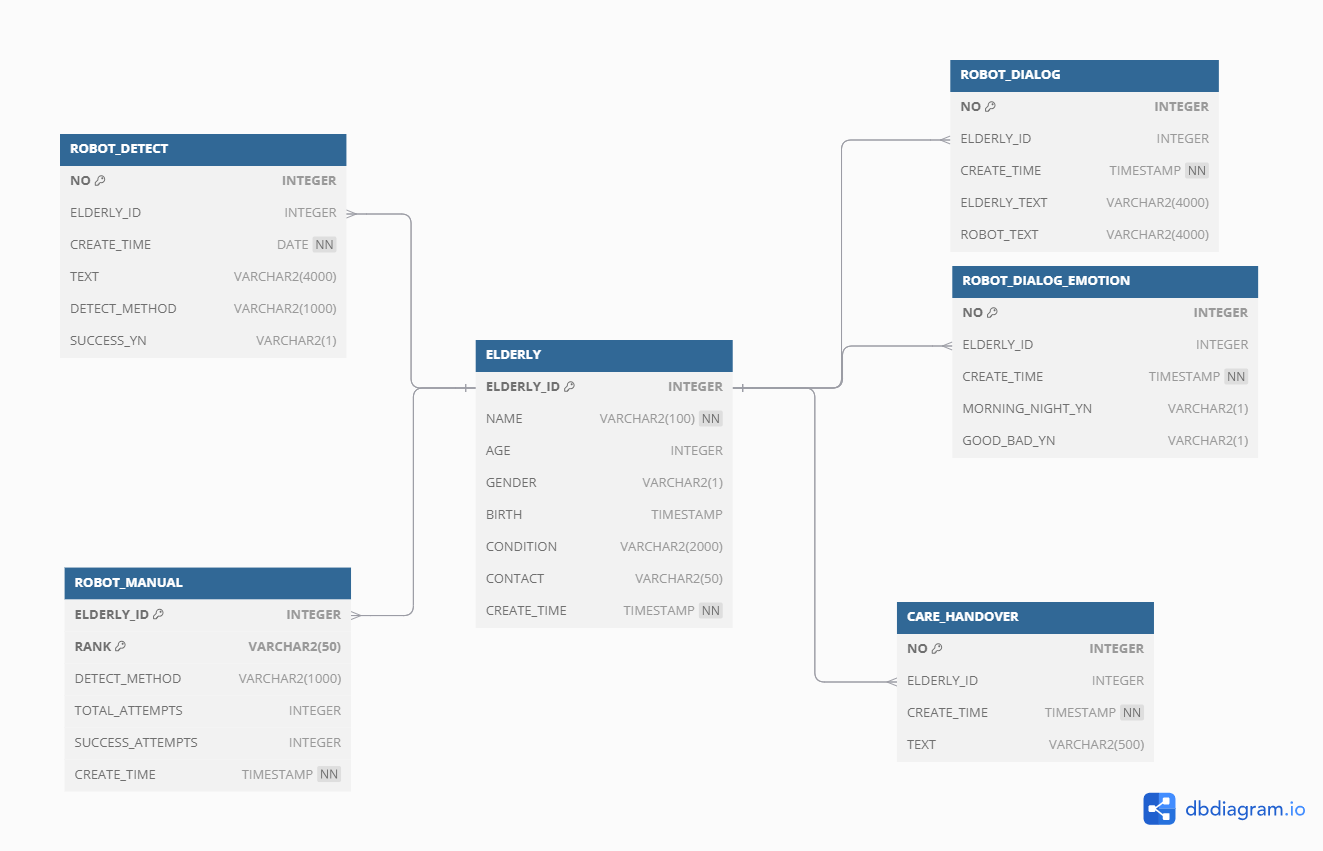 ROBOT_DETECT
NO INTEGER
ELDERLY_ID INTEGER
CREATE_TIME DATE NN
TEXT VARCHAR2(4000)
DETECT_METHOD VARCHAR2(1000)
SUCCESS_YN VARCHAR2(1)
ROBOT_MANUAL
ELDERLY_ID INTEGER
RANK VARCHAR2(50)
DETECT_METHOD VARCHAR2(1000)
TOTAL_ATTEMPTS INTEGER
SUCCESS_ATTEMPTS INTEGER
CREATE_TIME TIMESTAMP NN
ELDERLY
ELDERLY_ID INTEGER
NAME VARCHAR2(100) NN
AGE INTEGER
GENDER VARCHAR2(1)
BIRTH TIMESTAMP
CONDITION VARCHAR2(2000)
CONTACT VARCHAR2(50)
CREATE_TIME TIMESTAMP NN
ROBOT_DIALOG
NO INTEGER
ELDERLY_ID INTEGER
CREATE_TIME TIMESTAMP NN
ELDERLY_TEXT VARCHAR2(4000)
ROBOT_TEXT VARCHAR2(4000)
ROBOT_DIALOG_EMOTION
NO INTEGER
ELDERLY_ID INTEGER
CREATE_TIME TIMESTAMP NN
MORNING_NIGHT_YN VARCHAR2(1)
GOOD_BAD_YN VARCHAR2(1)
CARE_HANDOVER
NO INTEGER
ELDERLY_ID INTEGER
CREATE_TIME TIMESTAMP NN
TEXT VARCHAR2(500)
dbdiagram.io